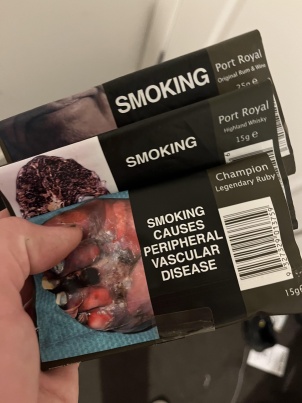 SMOKING
Port Royal
Original Rum & Wine
SMOKING
Port Royal
Highland Whisky
15g e
Champion
Legendary Ruby
SMOKING
CAUSES
PERIPHERAL
VASCULAR
DISEASE
15g